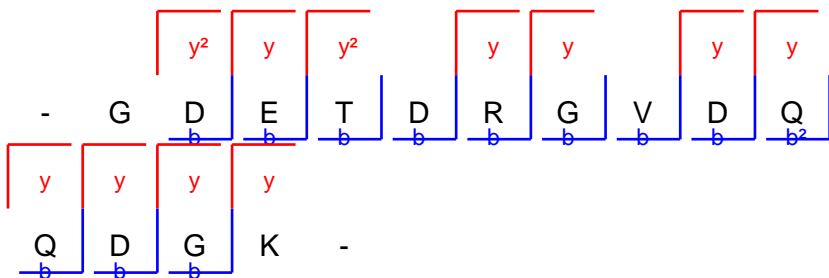 y² y y² y y y y
- G D E T D R G V D Q
b b b b b b b b b²
y y y y
Q D G K -
b b b